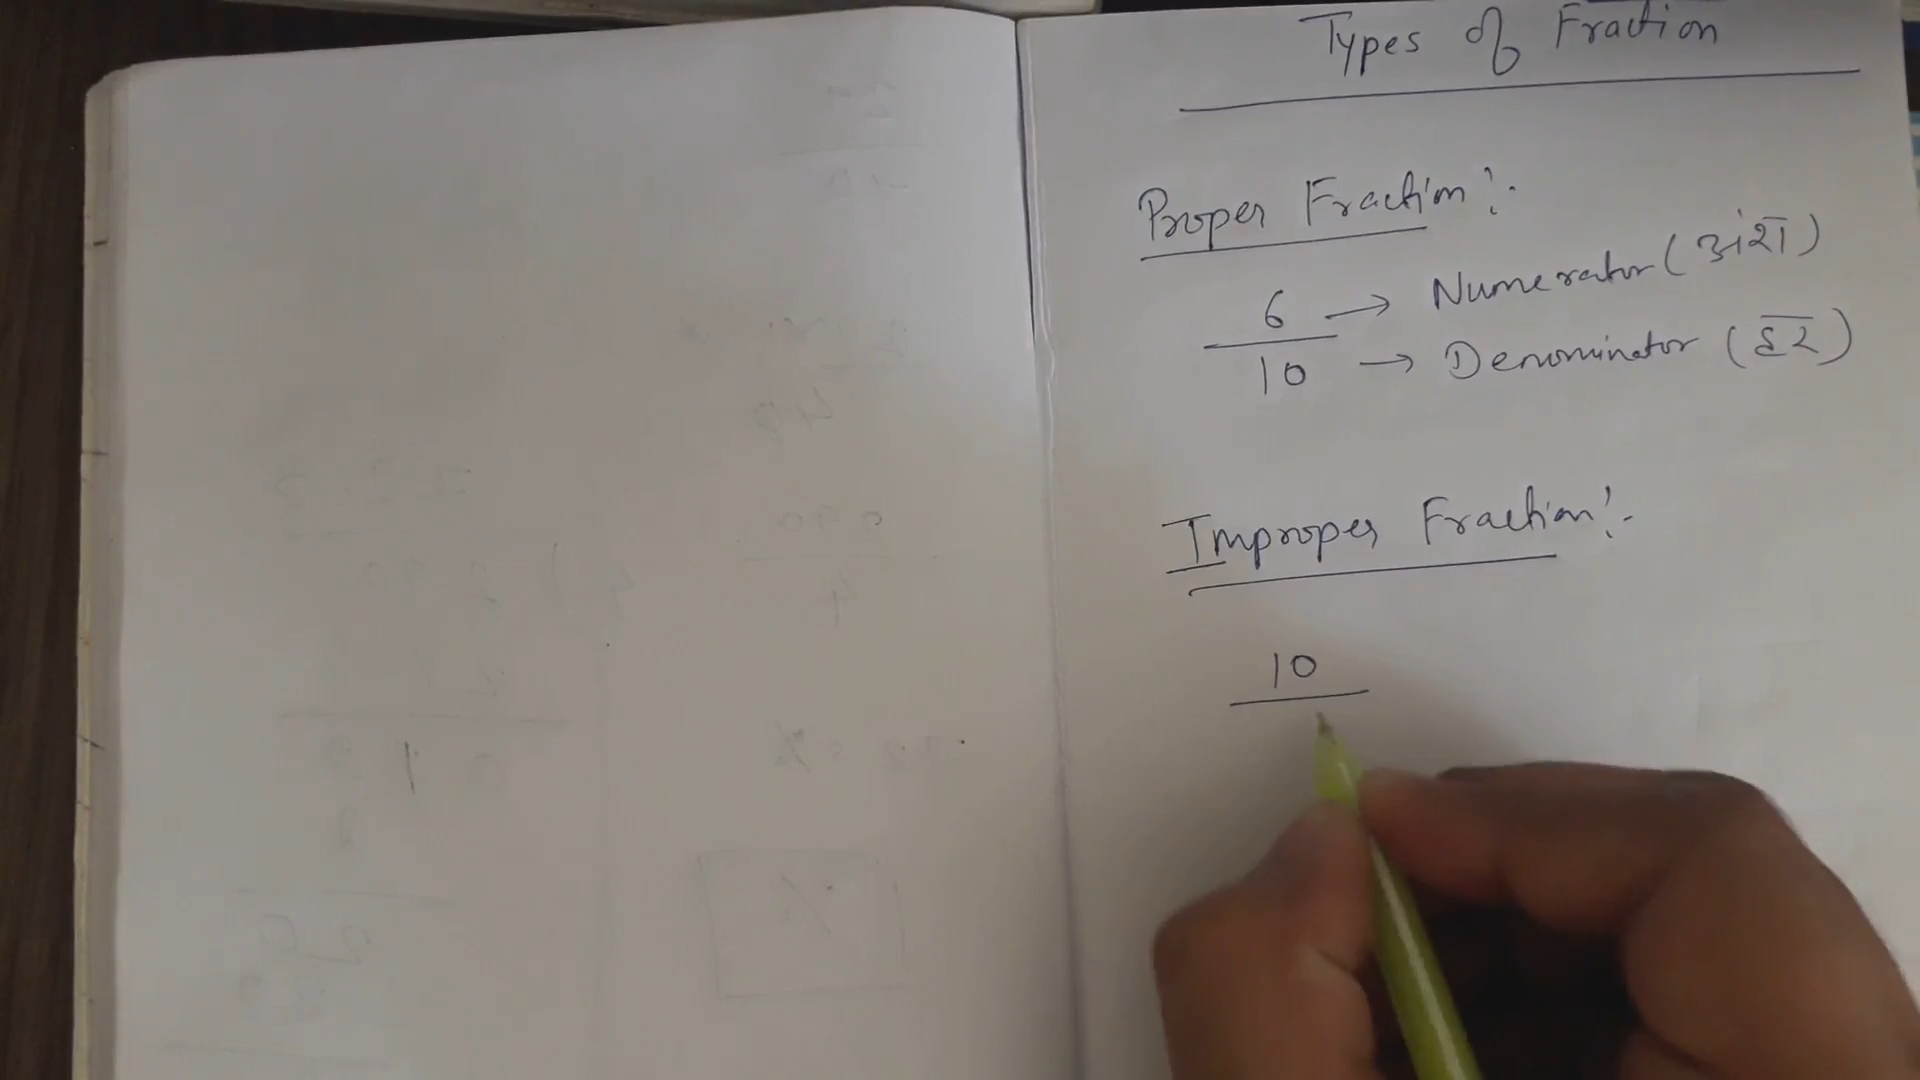 Types of Fraction
Proper Fraction :-
6 → Numerator (अंश)
10 → Denominator (हर)
Improper Fraction :-
10